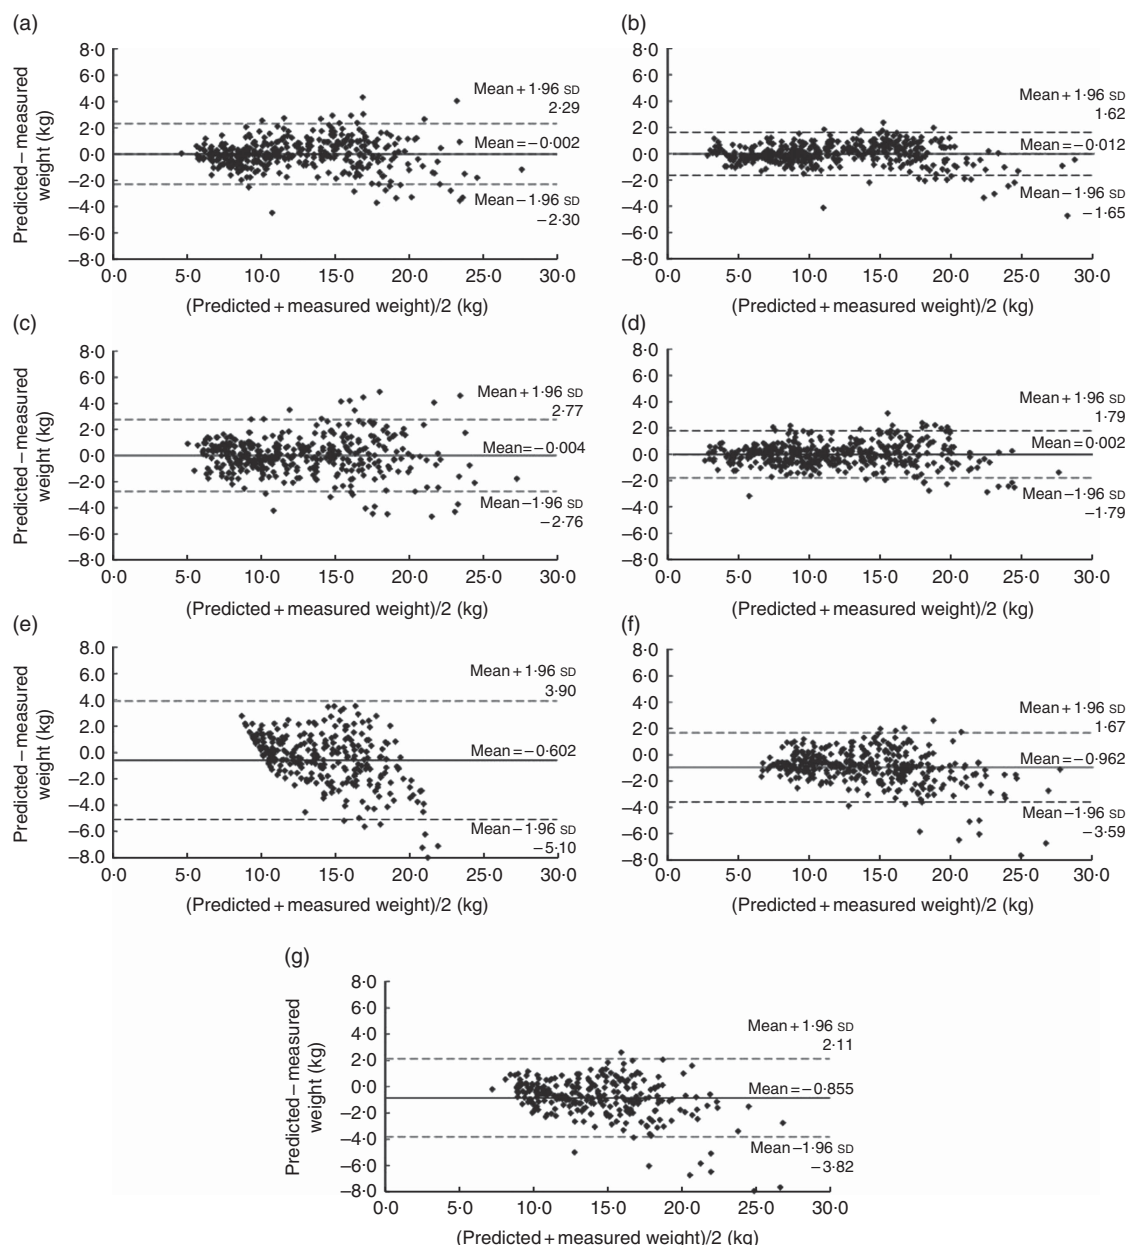 (a)
8·0
6·0
4·0
2·0
0·0
−2·0
−4·0
−6·0
−8·0
Predicted – measured
weight (kg)
Mean + 1·96 SD
2·29
Mean = −0·002
Mean − 1·96 SD
−2·30
0·0 5·0 10·0 15·0 20·0 25·0 30·0
(Predicted + measured weight)/2 (kg)
(b)
8·0
6·0
4·0
2·0
0·0
−2·0
−4·0
−6·0
−8·0
Mean + 1·96 SD
1·62
Mean = −0·012
Mean − 1·96 SD
−1·65
0·0 5·0 10·0 15·0 20·0 25·0 30·0
(Predicted + measured weight)/2 (kg)
(c)
8·0
6·0
4·0
2·0
0·0
−2·0
−4·0
−6·0
−8·0
Predicted – measured
weight (kg)
Mean + 1·96 SD
2·77
Mean = −0·004
Mean − 1·96 SD
−2·76
0·0 5·0 10·0 15·0 20·0 25·0 30·0
(Predicted + measured weight)/2 (kg)
(d)
8·0
6·0
4·0
2·0
0·0
−2·0
−4·0
−6·0
−8·0
Mean + 1·96 SD
1·79
Mean 0·002
Mean − 1·96 SD
−1·79
0·0 5·0 10·0 15·0 20·0 25·0 30·0
(Predicted + measured weight)/2 (kg)
(e)
8·0
6·0
4·0
2·0
0·0
−2·0
−4·0
−6·0
−8·0
Predicted – measured
weight (kg)
Mean + 1·96 SD
3·90
Mean = −0·602
Mean − 1·96 SD
−5·10
0·0 5·0 10·0 15·0 20·0 25·0 30·0
(Predicted + measured weight)/2 (kg)
(f)
8·0
6·0
4·0
2·0
0·0
−2·0
−4·0
−6·0
−8·0
Mean + 1·96 SD
1·67
Mean = −0·962
Mean − 1·96 SD
−3·59
0·0 5·0 10·0 15·0 20·0 25·0 30·0
(Predicted + measured weight)/2 (kg)
(g)
8·0
6·0
4·0
2·0
0·0
−2·0
−4·0
−6·0
−8·0
Predicted – measured
weight (kg)
Mean + 1·96 SD
2·11
Mean = −0·855
Mean − 1·96 SD
−3·82
0·0 5·0 10·0 15·0 20·0 25·0 30·0
(Predicted + measured weight)/2 (kg)